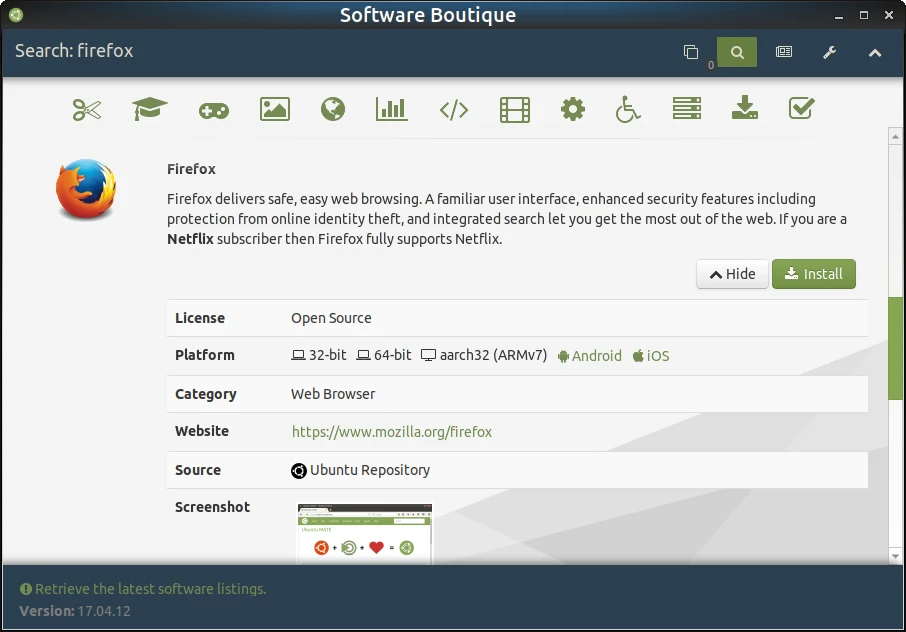 Software Boutique
Search: firefox
0
Firefox
Firefox delivers safe, easy web browsing. A familiar user interface, enhanced security features including
protection from online identity theft, and integrated search let you get the most out of the web. If you are a
Netflix subscriber then Firefox fully supports Netflix.
Hide Install
License Open Source
Platform 32-bit 64-bit aarch32 (ARMv7) Android iOS
Category Web Browser
Website https://www.mozilla.org/firefox
Source Ubuntu Repository
Screenshot
Retrieve the latest software listings.
Version: 17.04.12